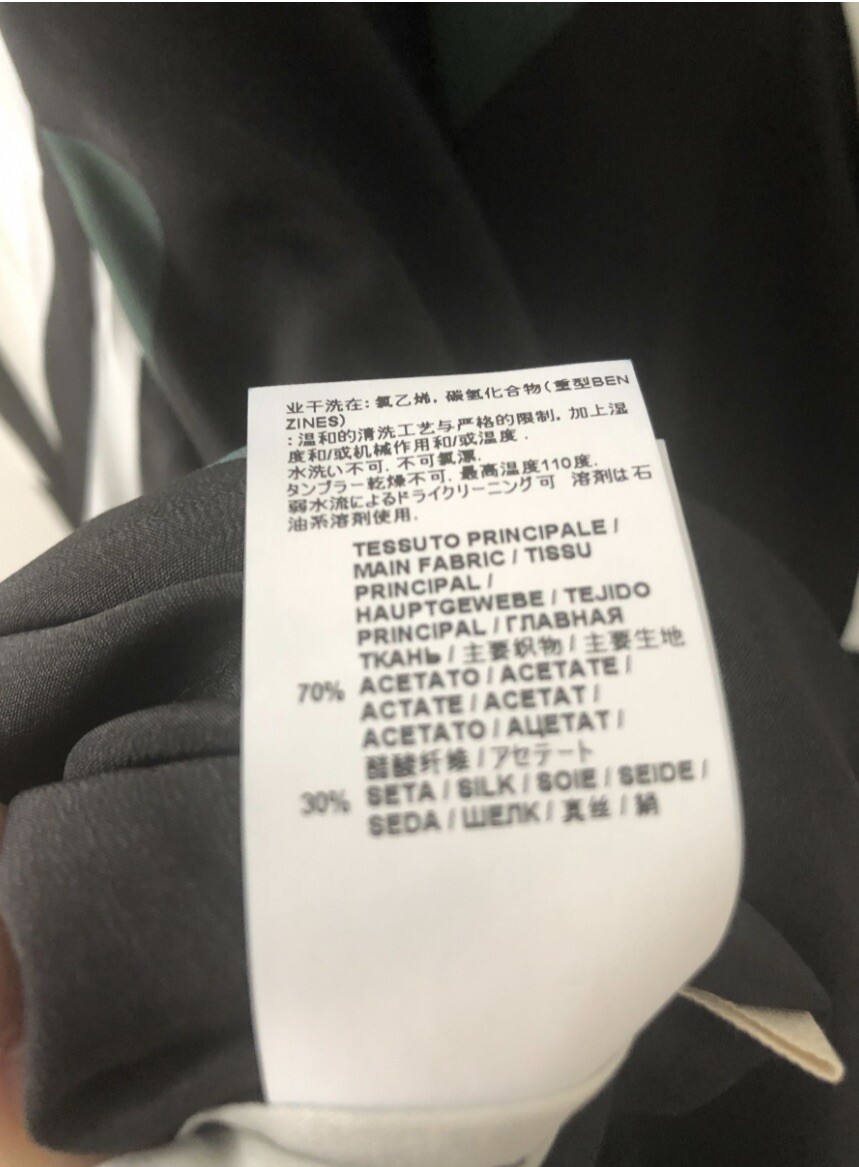 业干洗在: 氯乙烯, 碳氢化合物(重型BEN
ZINES)
: 温和的清洗工艺与严格的限制, 加上湿
度和/或机械作用和/或温度 .
水洗い不可. 不可氯漂.
タンブラー乾燥不可. 最高温度110度.
弱水流によるドライクリーニング可 溶剤は石
油系溶剤使用.
TESSUTO PRINCIPALE /
MAIN FABRIC / TISSU
PRINCIPAL /
HAUPTGEWEBE / TEJIDO
PRINCIPAL / ГЛАВНАЯ
ТКАНЬ / 主要织物 / 主要生地
70% ACETATO / ACETATE /
ACTATE / ACETAT /
ACETATO / АЦЕТАТ /
醋酸纤维 / アセテート
30% SETA / SILK / SOIE / SEIDE /
SEDA / ШЕЛК / 真丝 / 絹